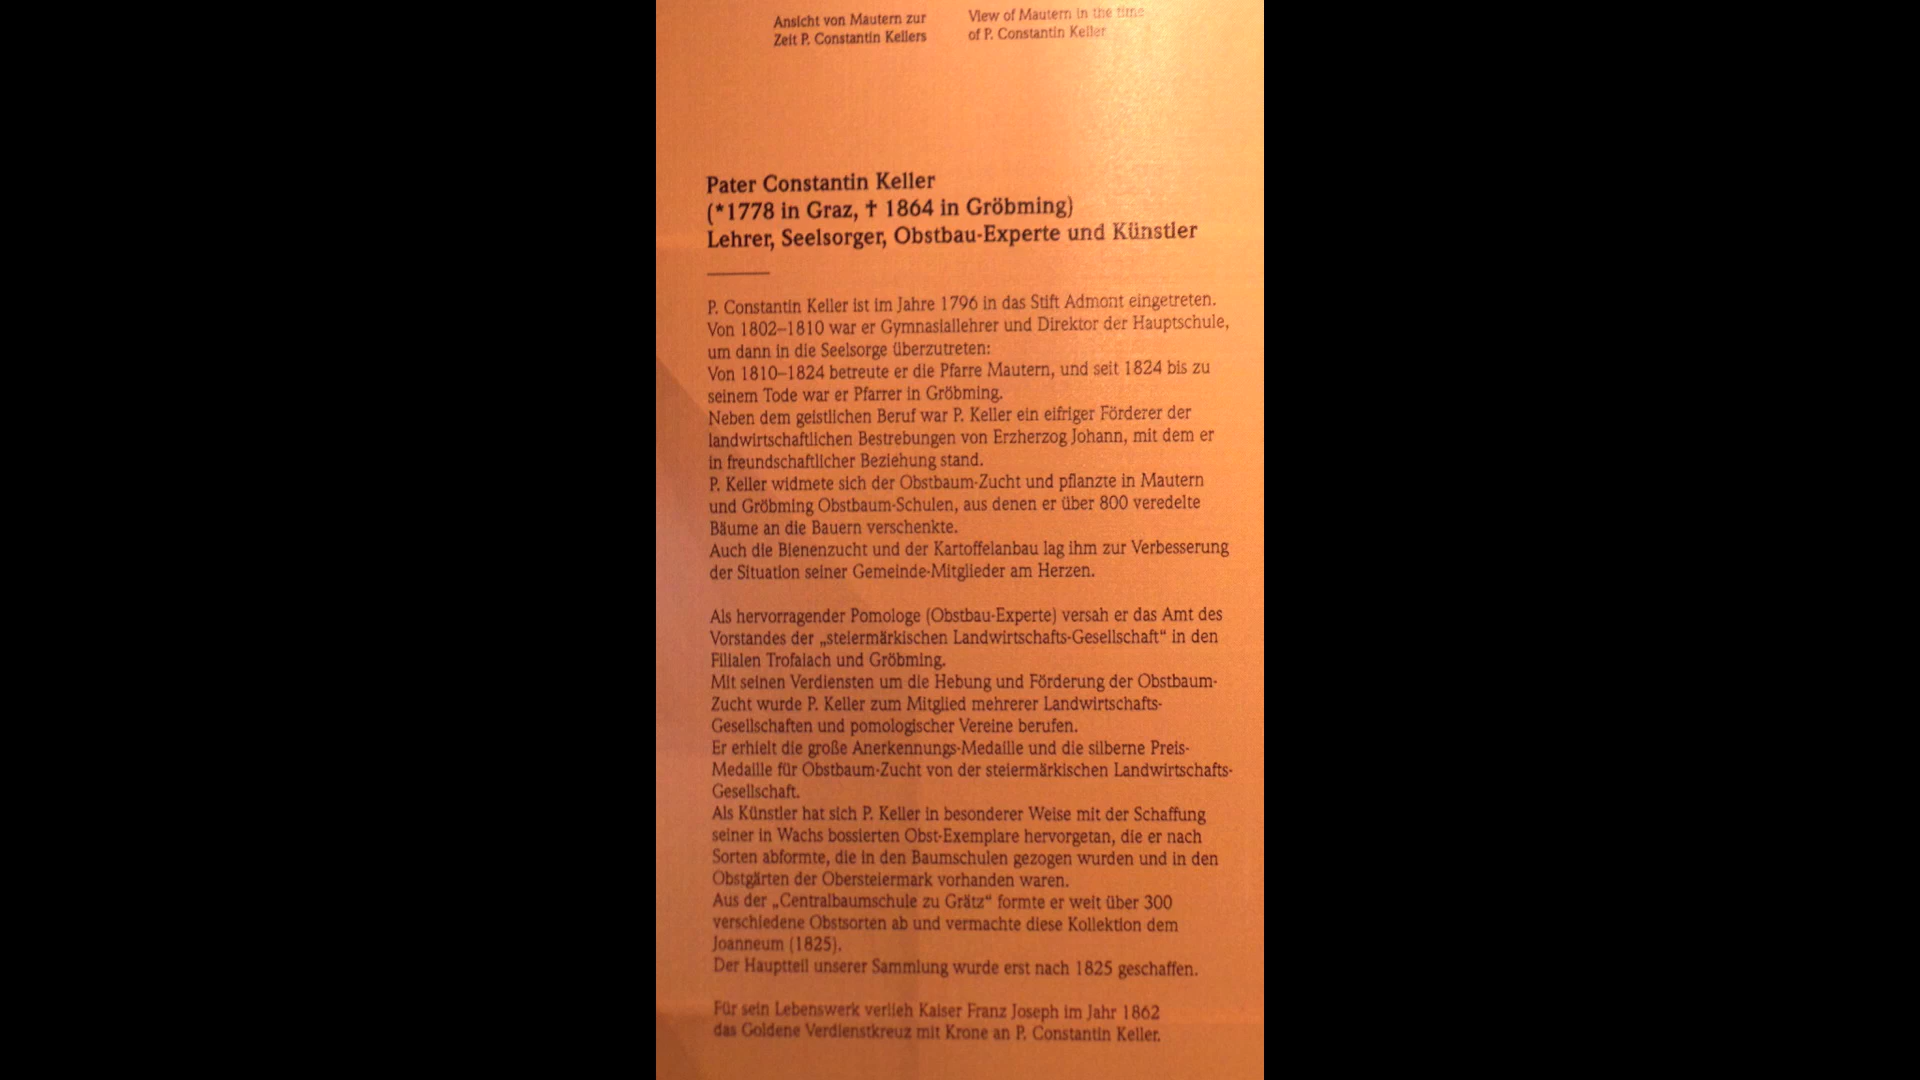 Ansicht von Mautern zur
Zeit P. Constantin Kellers
View of Mautern in the time
of P. Constantin Keller
Pater Constantin Keller
(*1778 in Graz, ✝ 1864 in Gröbming)
Lehrer, Seelsorger, Obstbau-Experte und Künstler
P. Constantin Keller ist im Jahre 1796 in das Stift Admont eingetreten.
Von 1802–1810 war er Gymnasiallehrer und Direktor der Hauptschule,
um dann in die Seelsorge überzutreten:
Von 1810–1824 betreute er die Pfarre Mautern, und seit 1824 bis zu
seinem Tode war er Pfarrer in Gröbming.
Neben dem geistlichen Beruf war P. Keller ein eifriger Förderer der
landwirtschaftlichen Bestrebungen von Erzherzog Johann, mit dem er
in freundschaftlicher Beziehung stand.
P. Keller widmete sich der Obstbaum-Zucht und pflanzte in Mautern
und Gröbming Obstbaum-Schulen, aus denen er über 800 veredelte
Bäume an die Bauern verschenkte.
Auch die Bienenzucht und der Kartoffelanbau lag ihm zur Verbesserung
der Situation seiner Gemeinde-Mitglieder am Herzen.
Als hervorragender Pomologe (Obstbau-Experte) versah er das Amt des
Vorstandes der „steiermärkischen Landwirtschafts-Gesellschaft“ in den
Filialen Trofaiach und Gröbming.
Mit seinen Verdiensten um die Hebung und Förderung der Obstbaum-
Zucht wurde P. Keller zum Mitglied mehrerer Landwirtschafts-
Gesellschaften und pomologischer Vereine berufen.
Er erhielt die große Anerkennungs-Medaille und die silberne Preis-
Medaille für Obstbaum-Zucht von der steiermärkischen Landwirtschafts-
Gesellschaft.
Als Künstler hat sich P. Keller in besonderer Weise mit der Schaffung
seiner in Wachs bossierten Obst-Exemplare hervorgetan, die er nach
Sorten abformte, die in den Baumschulen gezogen wurden und in den
Obstgärten der Obersteiermark vorhanden waren.
Aus der „Centralbaumschule zu Grätz“ formte er weit über 300
verschiedene Obstsorten ab und vermachte diese Kollektion dem
Joanneum (1825).
Der Hauptteil unserer Sammlung wurde erst nach 1825 geschaffen.
Für sein Lebenswerk verlieh Kaiser Franz Joseph im Jahr 1862
das Goldene Verdienstkreuz mit Krone an P. Constantin Keller.